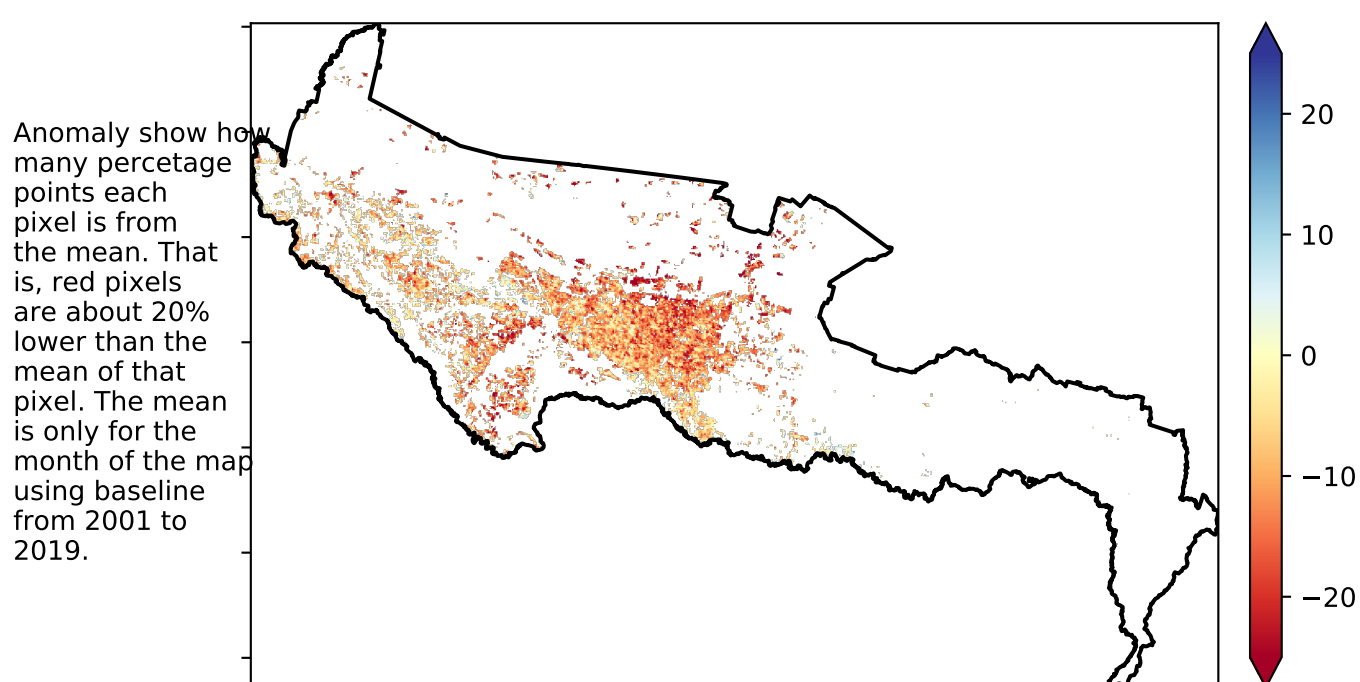 Anomaly show how
many percetage
points each
pixel is from
the mean. That
is, red pixels
are about 20%
lower than the
mean of that
pixel. The mean
is only for the
month of the map
using baseline
from 2001 to
2019.
20
10
0
−10
−20